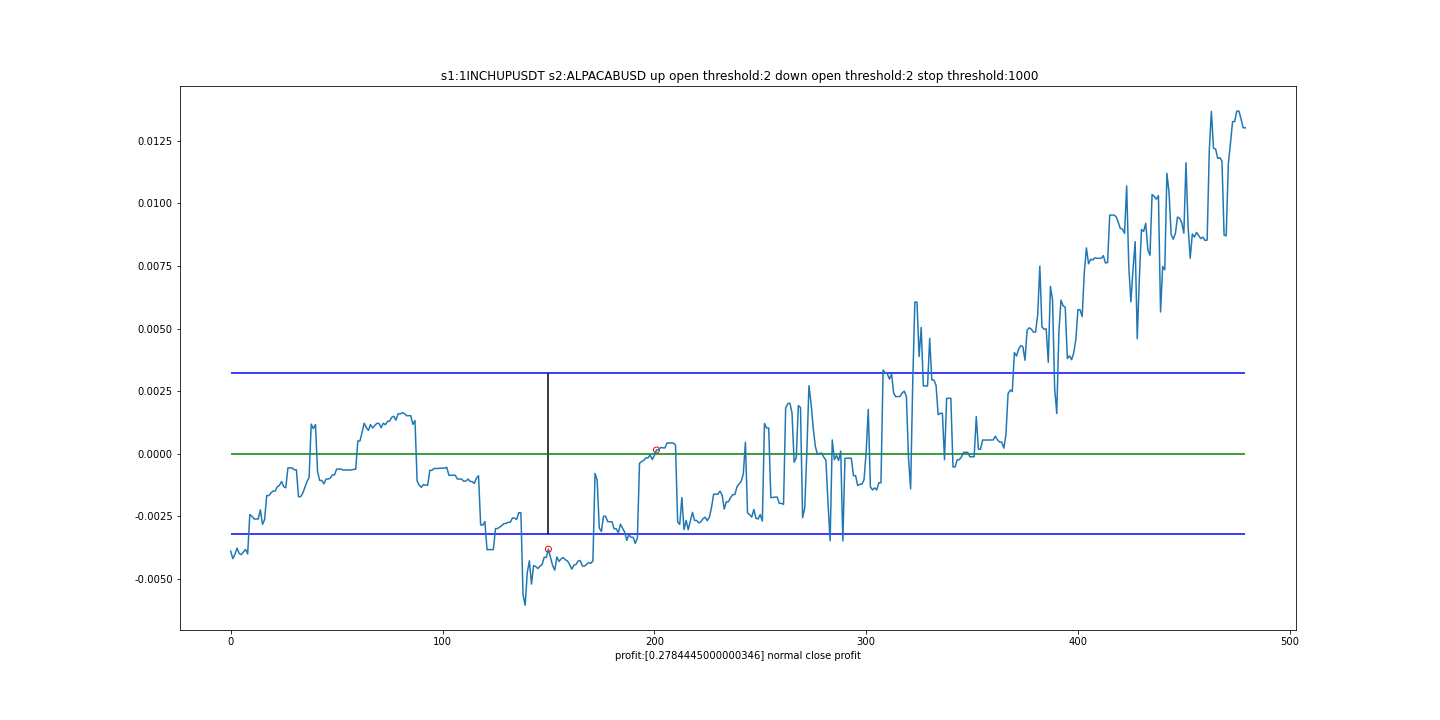 s1:1INCHUPUSDT s2:ALPACABUSD up open threshold:2 down open threshold:2 stop threshold:1000
0.0125
0.0100
0.0075
0.0050
0.0025
0.0000
-0.0025
-0.0050
0 100 200 300 400 500
profit:[0.2784445000000346] normal close profit